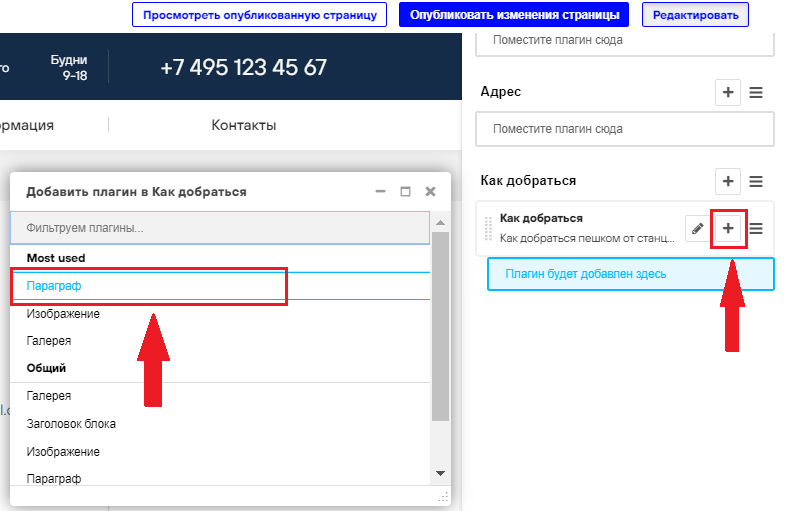 Просмотреть опубликованную страницу
Опубликовать изменения страницы
Редактировать
Будни
9-18
+7 495 123 45 67
Контакты
Поместите плагин сюда
Адрес
Поместите плагин сюда
Как добраться
Как добраться
Как добраться пешком от станц...
Плагин будет добавлен здесь
Добавить плагин в Как добраться
Фильтруем плагины...
Most used
Параграф
Изображение
Галерея
Общий
Галерея
Заголовок блока
Изображение
Параграф